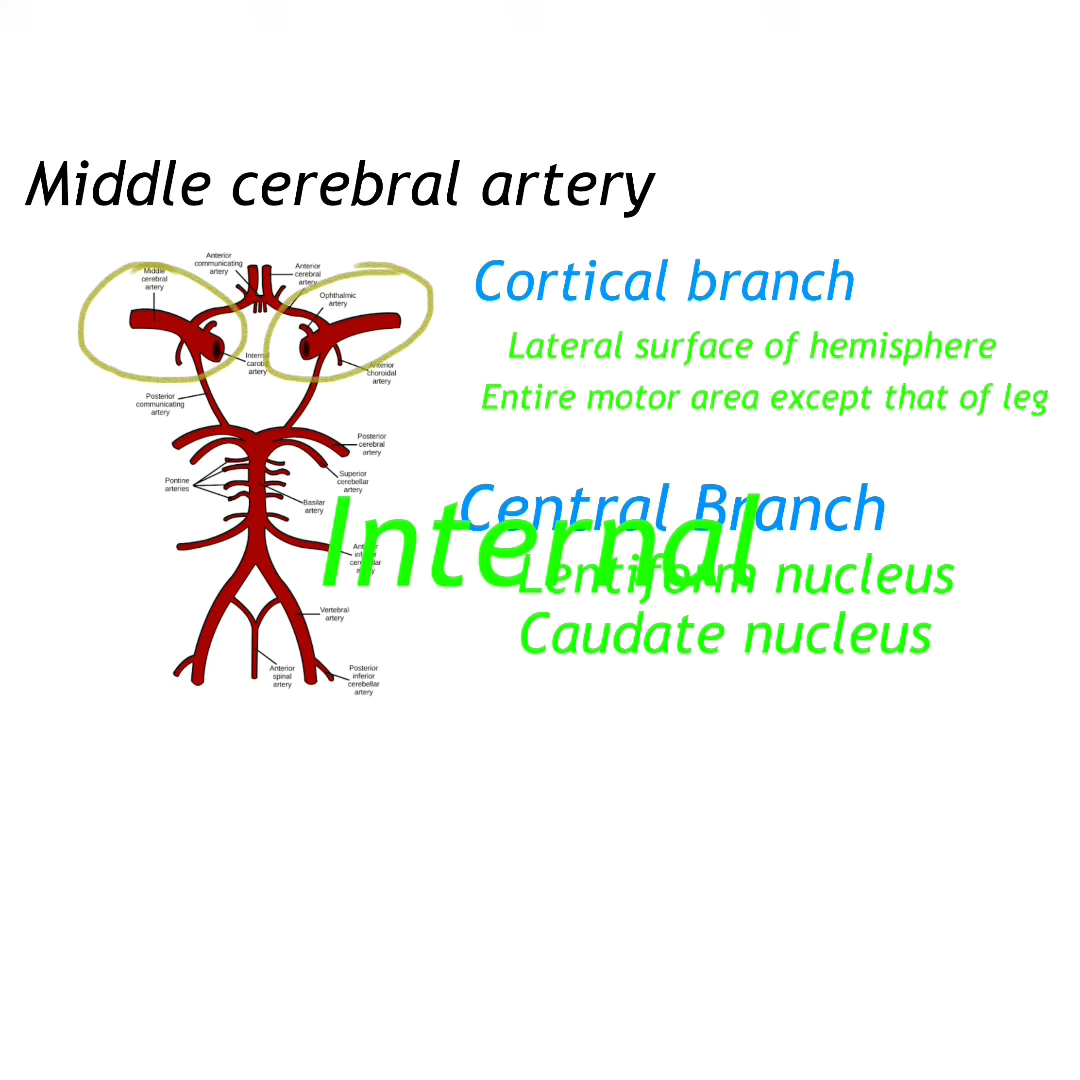 Middle cerebral artery
Anterior
communicating
artery
Middle
cerebral
artery
Anterior
cerebral
artery
Ophthalmic
artery
Internal
carotid
artery
Anterior
choroidal
artery
Posterior
communicating
artery
Posterior
cerebral
artery
Superior
cerebellar
artery
Pontine
arteries
Basilar
artery
Vertebral
artery
Anterior
spinal
artery
Posterior
inferior
cerebellar
artery
Cortical branch
Lateral surface of hemisphere
Entire motor area except that of leg
Central Branch
Internal
Lentiform nucleus
Caudate nucleus